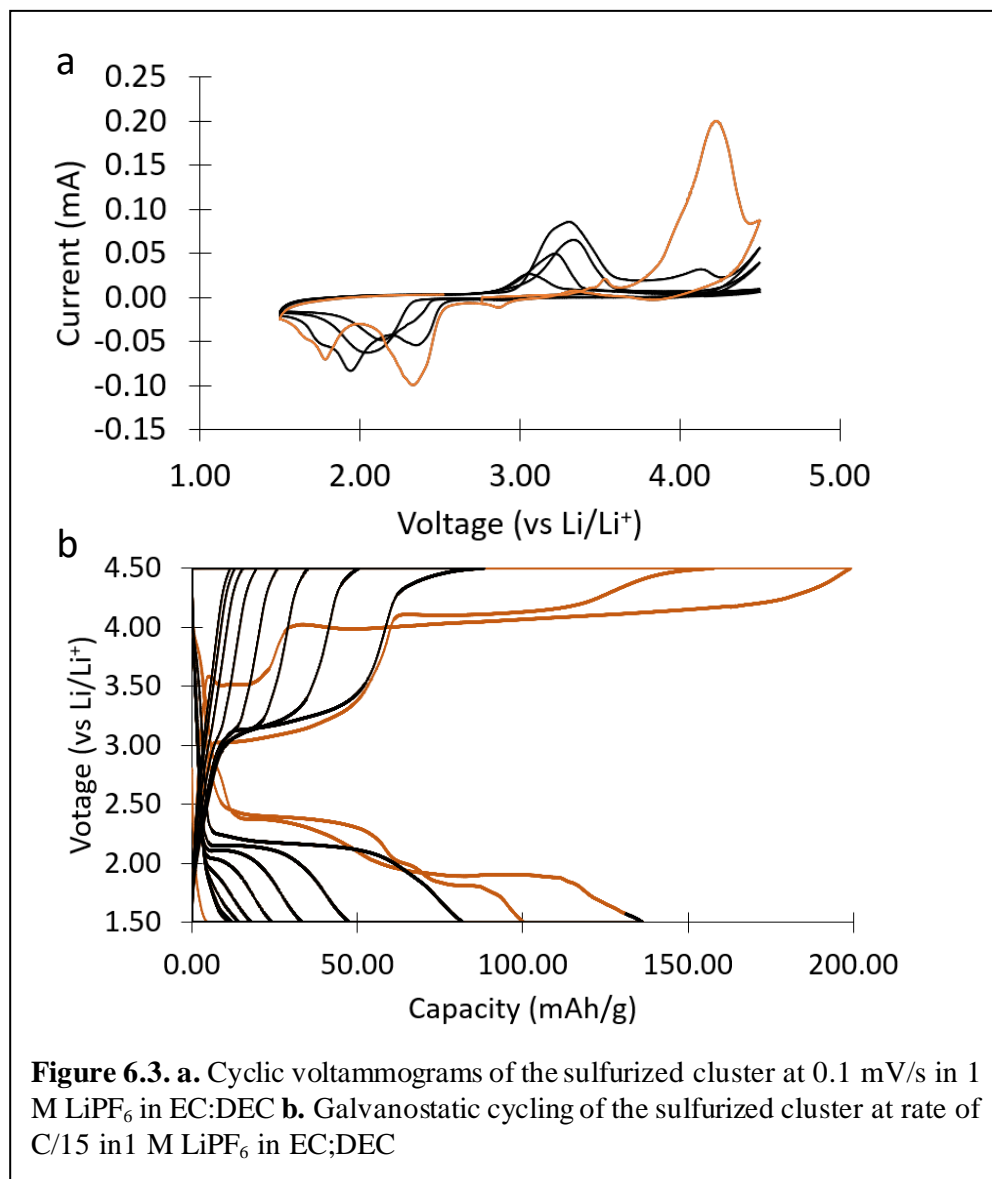 a
0.25
0.20
0.15
0.10
0.05
0.00
-0.05
-0.10
-0.15
Current (mA)
1.00 2.00 3.00 4.00 5.00
Voltage (vs Li/Li⁺)
b
4.50
4.00
3.50
3.00
2.50
2.00
1.50
Votage (vs Li/Li⁺)
0.00 50.00 100.00 150.00 200.00
Capacity (mAh/g)
Figure 6.3. a. Cyclic voltammograms of the sulfurized cluster at 0.1 mV/s in 1
M LiPF₆ in EC:DEC b. Galvanostatic cycling of the sulfurized cluster at rate of
C/15 in1 M LiPF₆ in EC;DEC